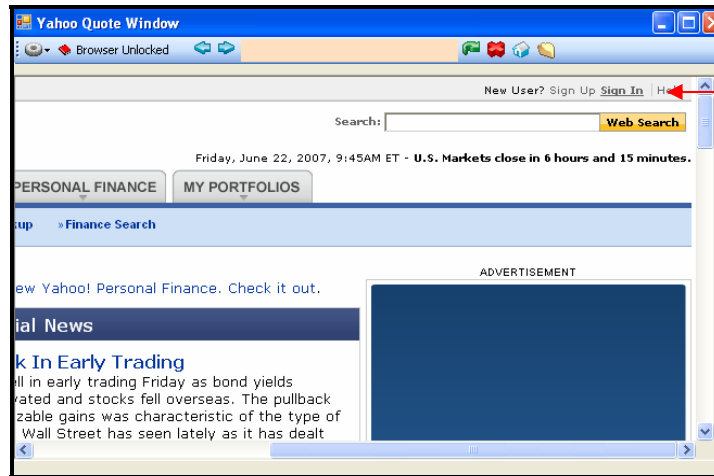 Yahoo Quote Window
Browser Unlocked
New User? Sign Up Sign In
Search: Web Search
Friday, June 22, 2007, 9:45AM ET - U.S. Markets close in 6 hours and 15 minutes.
PERSONAL FINANCE MY PORTFOLIOS
kup » Finance Search
ADVERTISEMENT
ew Yahoo! Personal Finance. Check it out.
ial News
k In Early Trading
ll in early trading Friday as bond yields
vated and stocks fell overseas. The pullback
zable gains was characteristic of the type of
Wall Street has seen lately as it has dealt